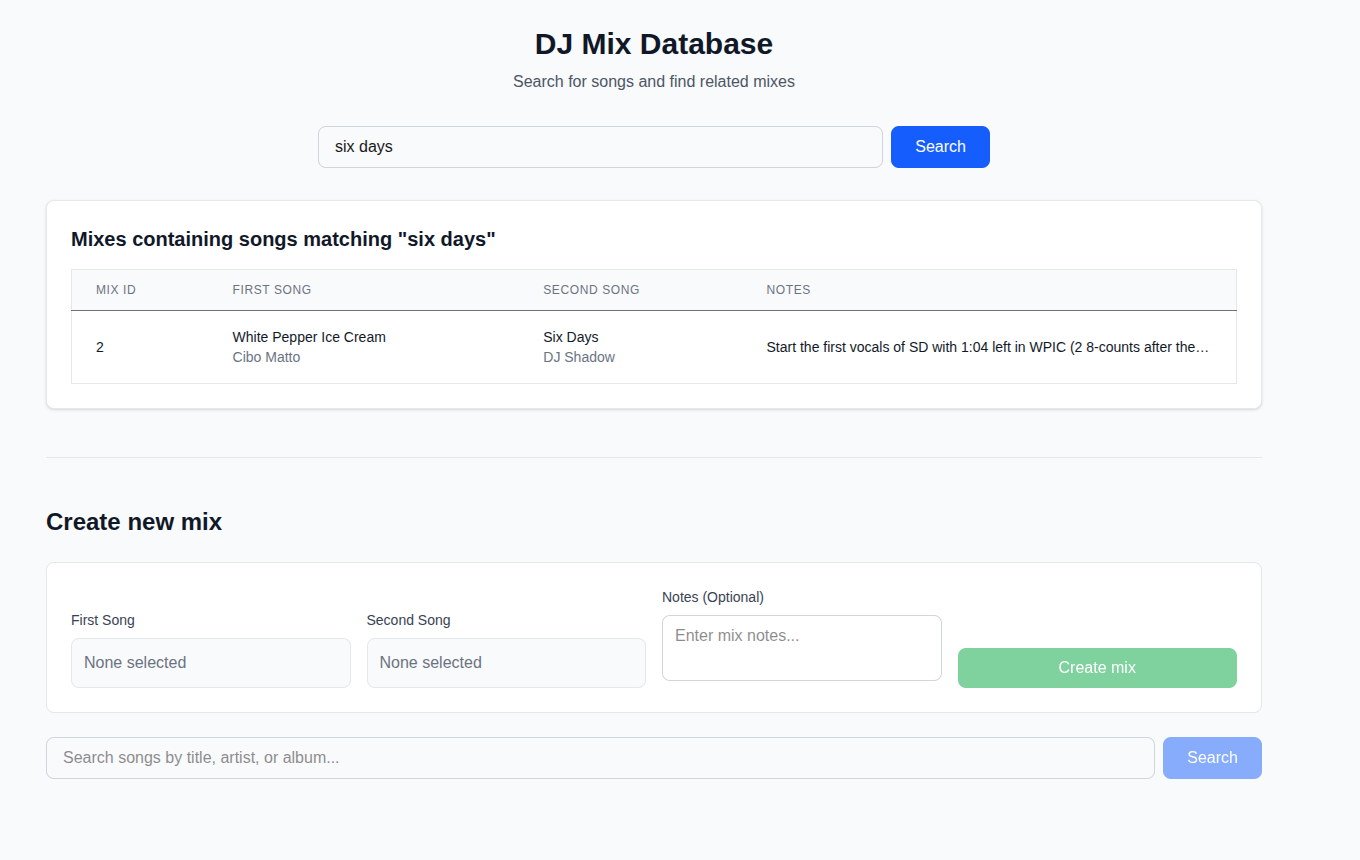 DJ Mix Database
Search for songs and find related mixes
six days
Search
Mixes containing songs matching "six days"
MIX ID FIRST SONG SECOND SONG NOTES
2 White Pepper Ice Cream Six Days Start the first vocals of SD with 1:04 left in WPIC (2 8-counts after the…
Cibo Matto DJ Shadow
Create new mix
First Song Second Song Notes (Optional)
None selected None selected Enter mix notes... Create mix
Search songs by title, artist, or album... Search